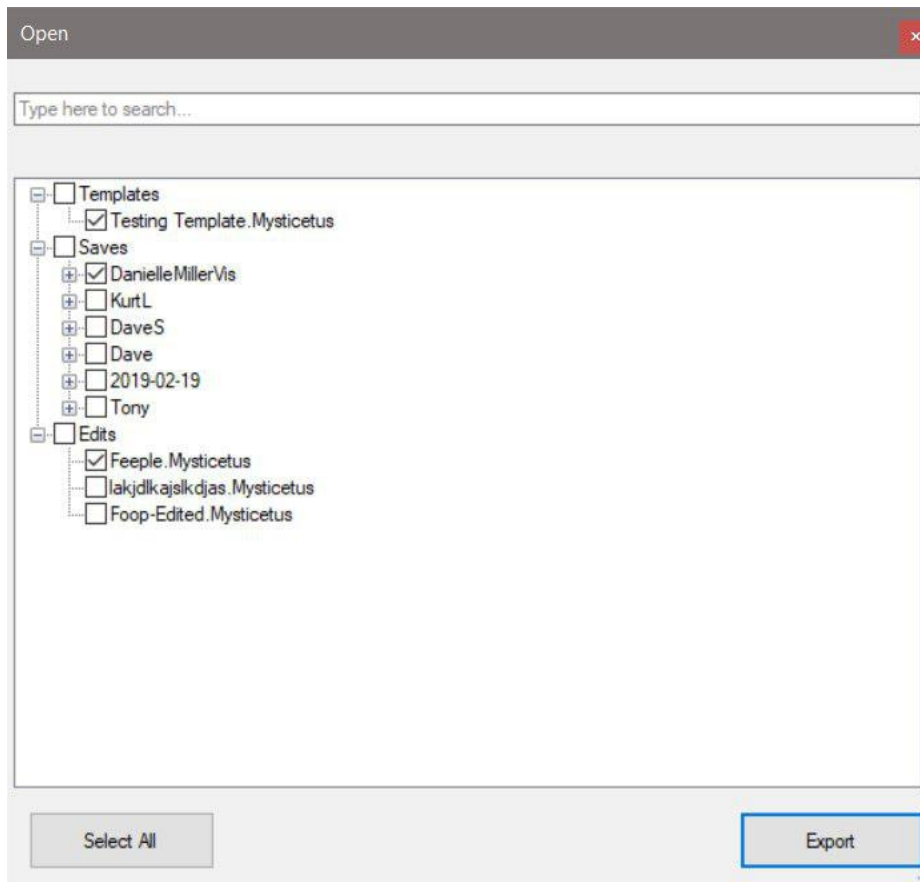 Open
Type here to search...
Templates
Testing Template.Mysticetus
Saves
DanielleMillerVis
KurtL
DaveS
Dave
2019-02-19
Tony
Edits
Feeple.Mysticetus
lakjdlkajslkdjas.Mysticetus
Foop-Edited.Mysticetus
Select All
Export